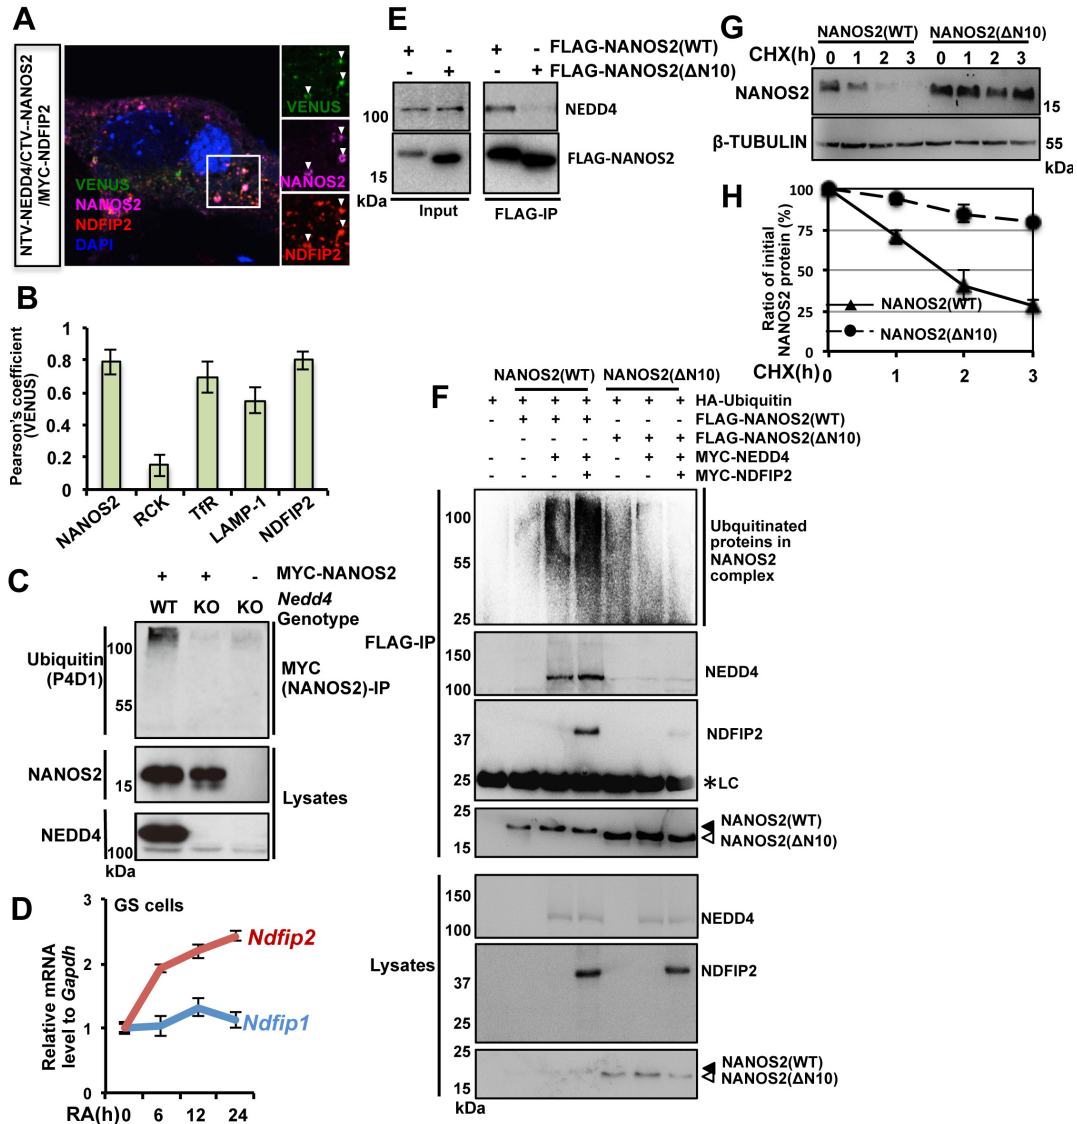 A
NTV-NEDD4/CTV–NANOS2
/MYC-NDFIP2
VENUS
NANOS2
NDFIP2
DAPI
VENUS
NANOS2
NDFIP2
B
Pearson's coefficient
(VENUS)
1
0.8
0.6
0.4
0.2
0
NANOS2
RCK
TfR
LAMP-1
NDFIP2
C
+ + - MYC-NANOS2
WT KO KO Nedd4
Genotype
Ubiquitin
(P4D1)
100
55
MYC
(NANOS2)-IP
NANOS2
15
Lysates
NEDD4
100
kDa
D
GS cells
Relative mRNA
level to Gapdh
3
2
1
0
Ndfip2
Ndfip1
RA(h) 0 6 12 24
E
+ - + - FLAG-NANOS2(WT)
- + - + FLAG-NANOS2(ΔN10)
100
NEDD4
15
FLAG-NANOS2
kDa
Input
FLAG-IP
F
NANOS2(WT) NANOS2(ΔN10)
+ + + + + + + HA-Ubiquitin
- + + + - - - FLAG-NANOS2(WT)
- - - - + + + FLAG-NANOS2(ΔN10)
- - + + - + + MYC-NEDD4
- - - + - - + MYC-NDFIP2
FLAG-IP
100
55
25
Ubquitinated
proteins in
NANOS2
complex
150
100
NEDD4
37
NDFIP2
25
*LC
25
15
NANOS2(WT)
NANOS2(ΔN10)
Lysates
150
100
NEDD4
37
25
NDFIP2
25
15
NANOS2(WT)
NANOS2(ΔN10)
kDa
G
NANOS2(WT) NANOS2(ΔN10)
CHX(h) 0 1 2 3 0 1 2 3
NANOS2
15
β-TUBULIN
55
kDa
H
Ratio of initial
NANOS2 protein (%)
100
75
50
25
0
NANOS2(WT)
NANOS2(ΔN10)
CHX(h) 0 1 2 3